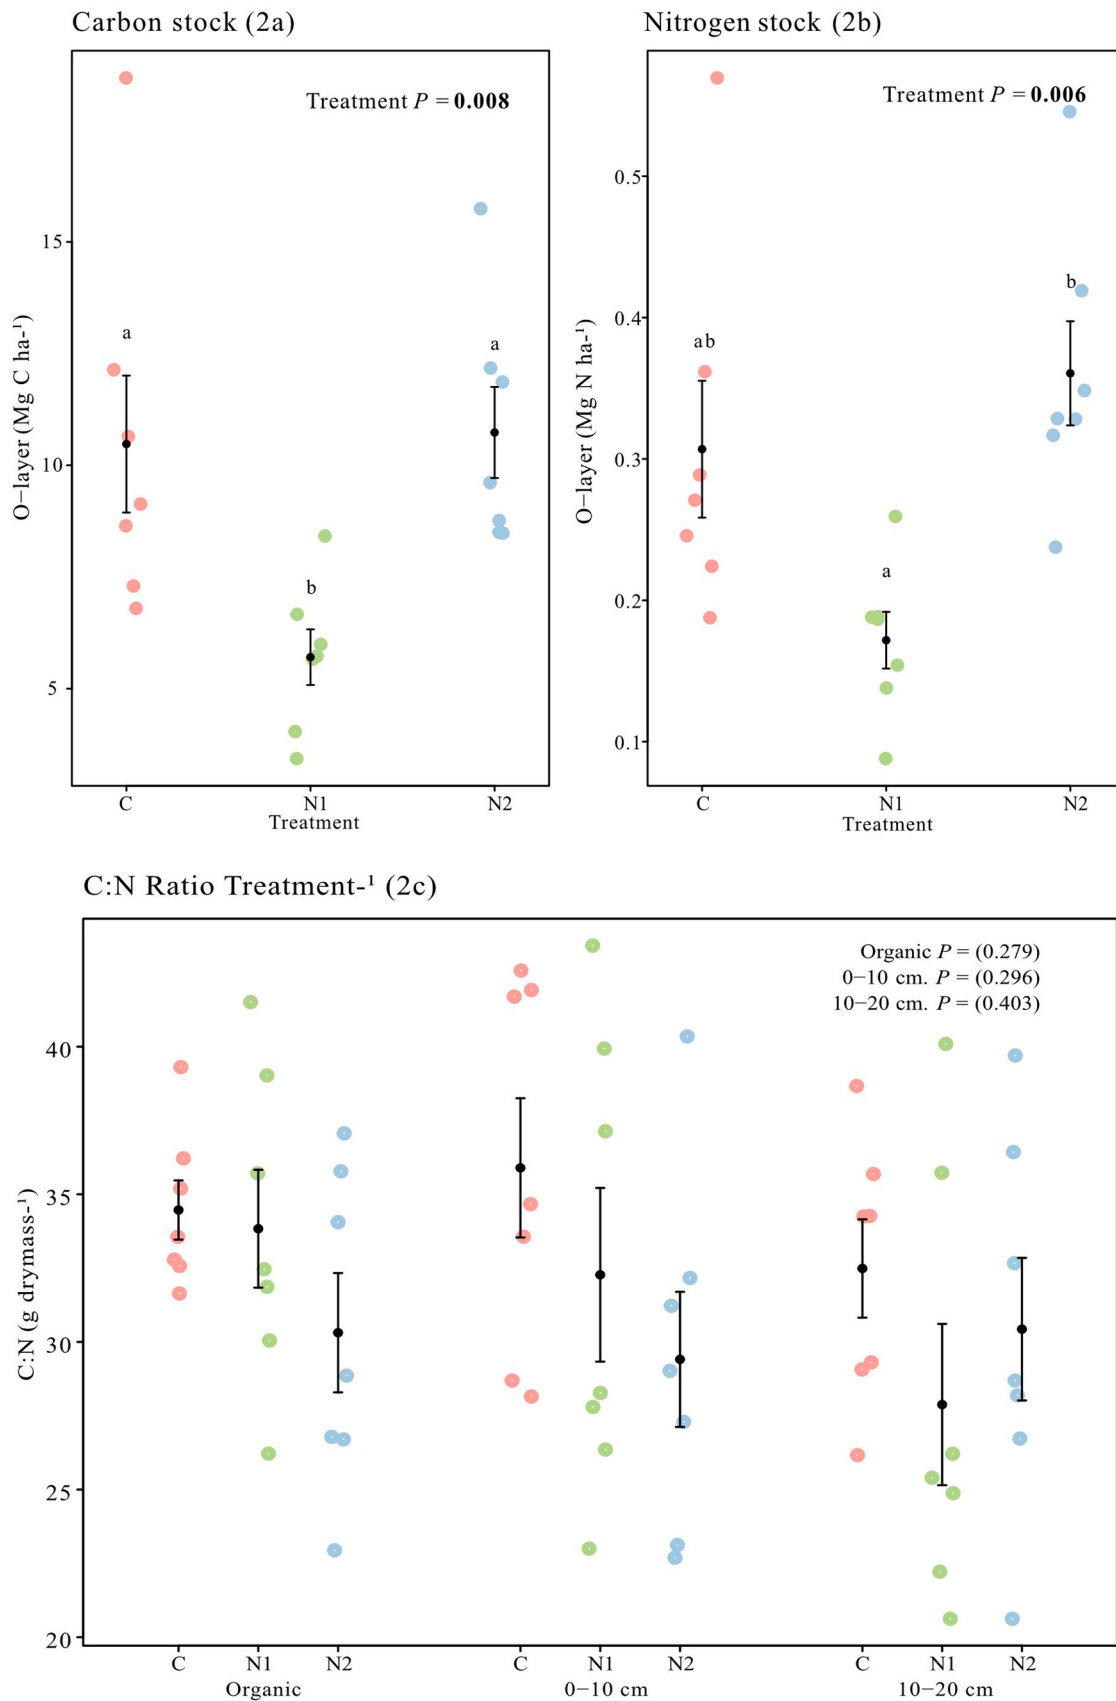 Carbon stock (2a)
Nitrogen stock (2b)
Treatment P = 0.008
Treatment P = 0.006
O−layer (Mg C ha-¹)
15
10
5
a
b
a
C
N1
N2
Treatment
O−layer (Mg N ha-¹)
0.5
0.4
0.3
0.2
0.1
ab
a
b
C
N1
N2
Treatment
C:N Ratio Treatment-¹ (2c)
Organic P = (0.279)
0−10 cm. P = (0.296)
10−20 cm. P = (0.403)
C:N (g drymass-¹)
40
35
30
25
20
C N1 N2 C N1 N2 C N1 N2
Organic 0−10 cm 10−20 cm